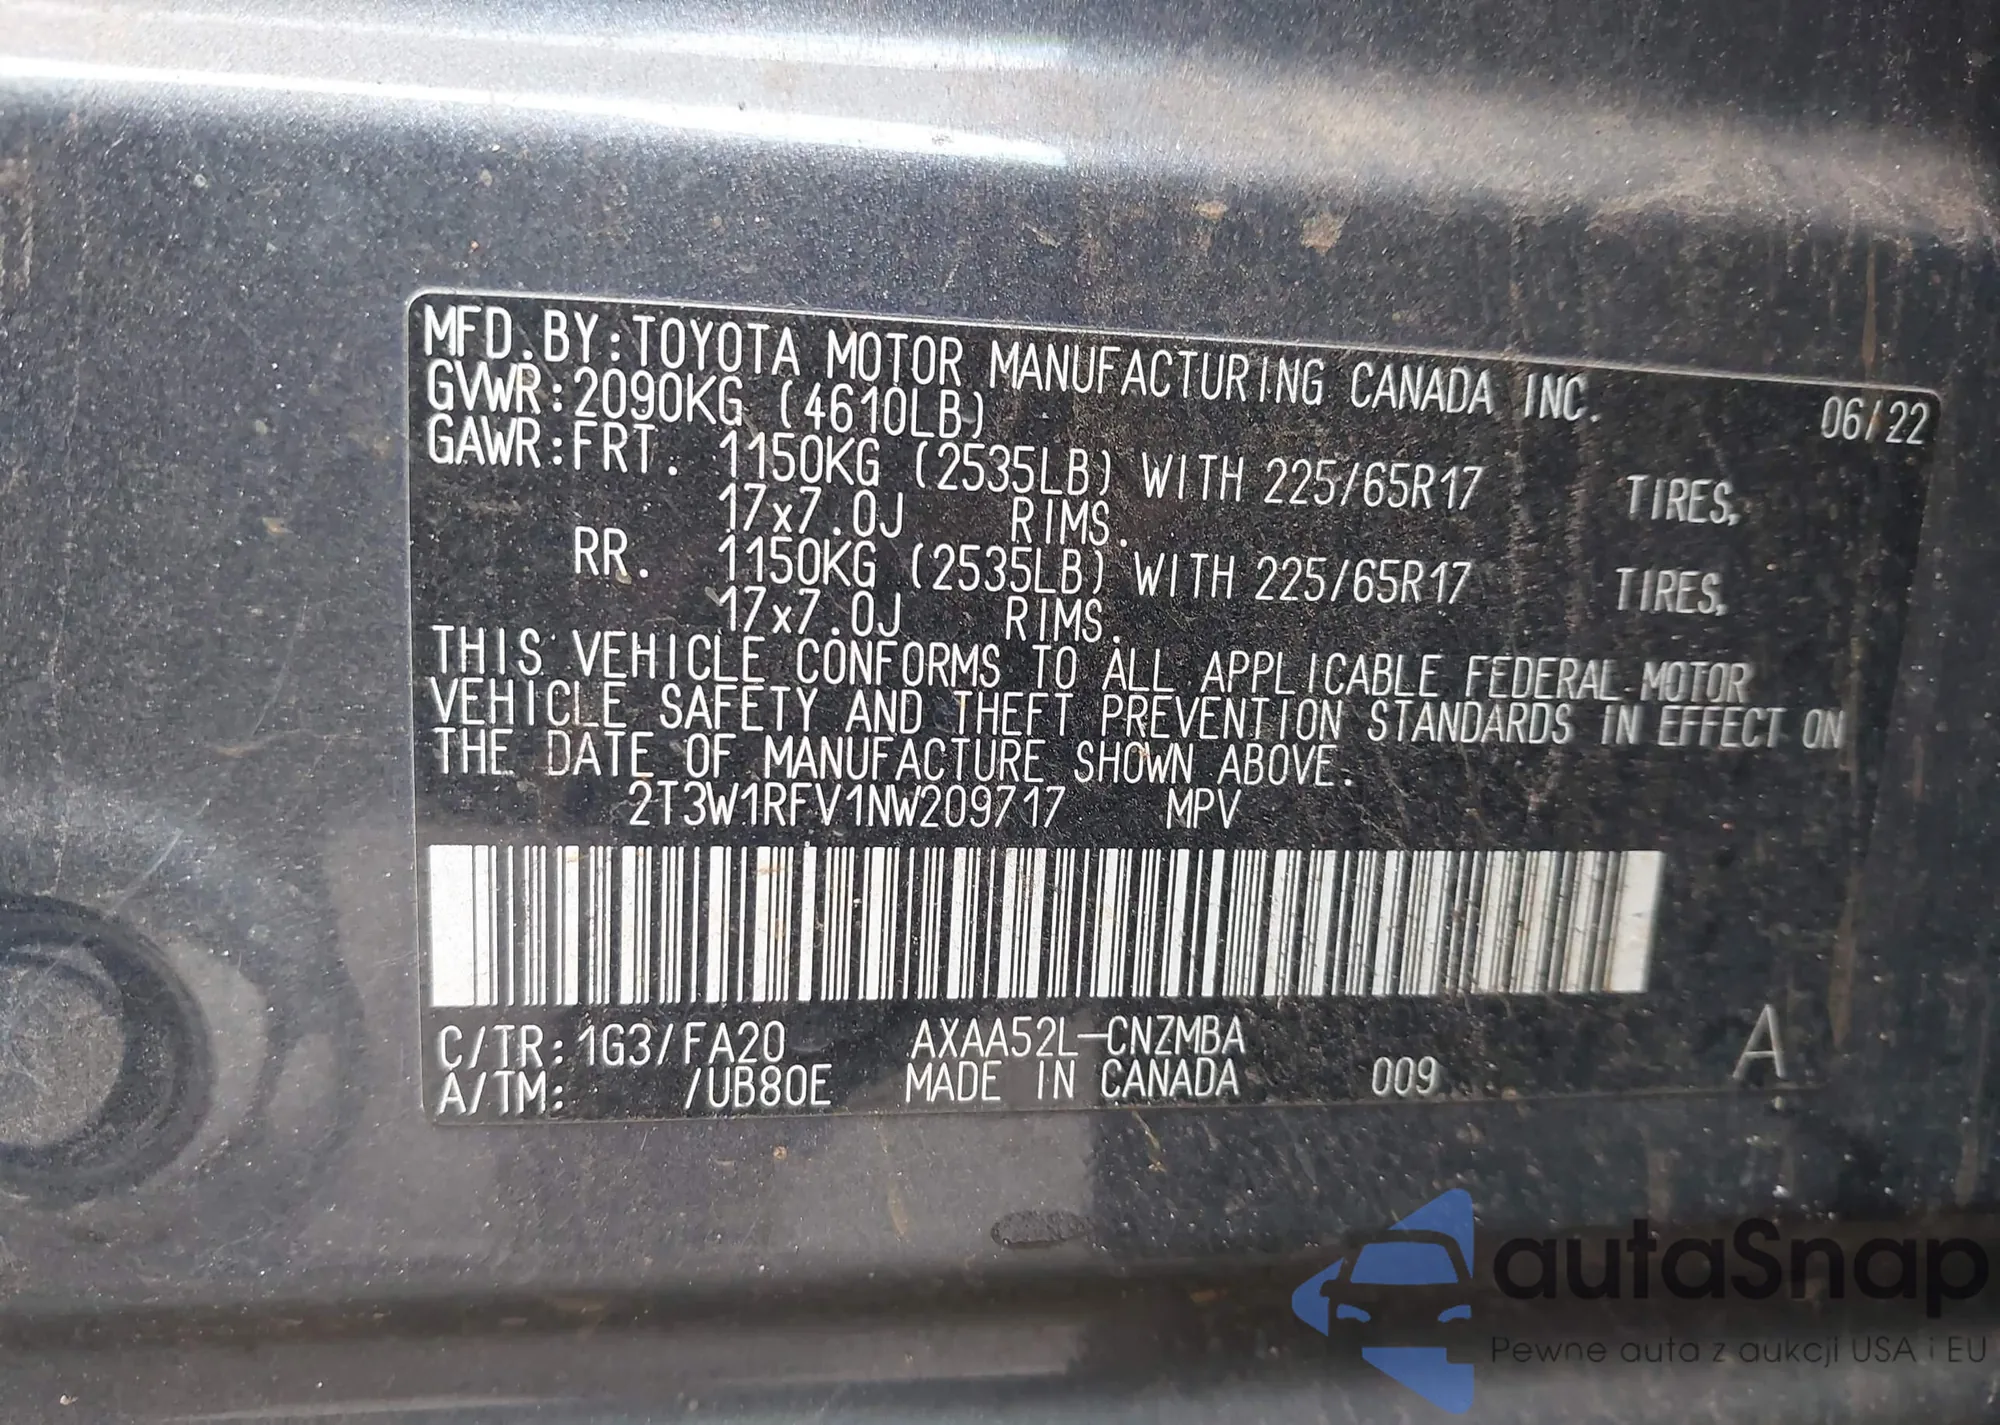 MFD.BY:TOYOTA MOTOR MANUFACTURING CANADA INC. 06/22
GVWR:2090KG (4610LB)
GAWR:FRT. 1150KG (2535LB) WITH 225/65R17 TIRES,
17x7.0J RIMS.
RR. 1150KG (2535LB) WITH 225/65R17 TIRES,
17x7.0J RIMS.
THIS VEHICLE CONFORMS TO ALL APPLICABLE FEDERAL MOTOR
VEHICLE SAFETY AND THEFT PREVENTION STANDARDS IN EFFECT ON
THE DATE OF MANUFACTURE SHOWN ABOVE.
2T3W1RFV1NW209717 MPV
C/TR:1G3/FA20 AXAA52L-CNZMBA A
A/TM: /UB80E MADE IN CANADA 009
autaSnap
Pewne auta z aukcji USA i EU